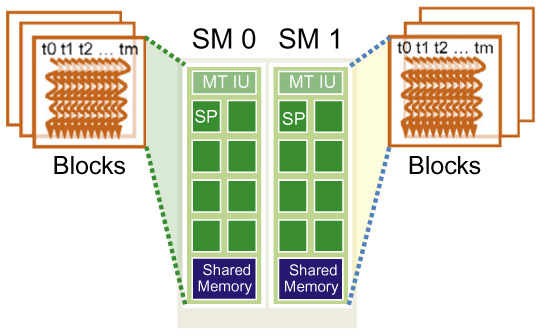 t0 t1 t2 … tm
Blocks
SM 0 SM 1
MT IU
SP
Shared
Memory
MT IU
SP
Shared
Memory
t0 t1 t2 … tm
Blocks